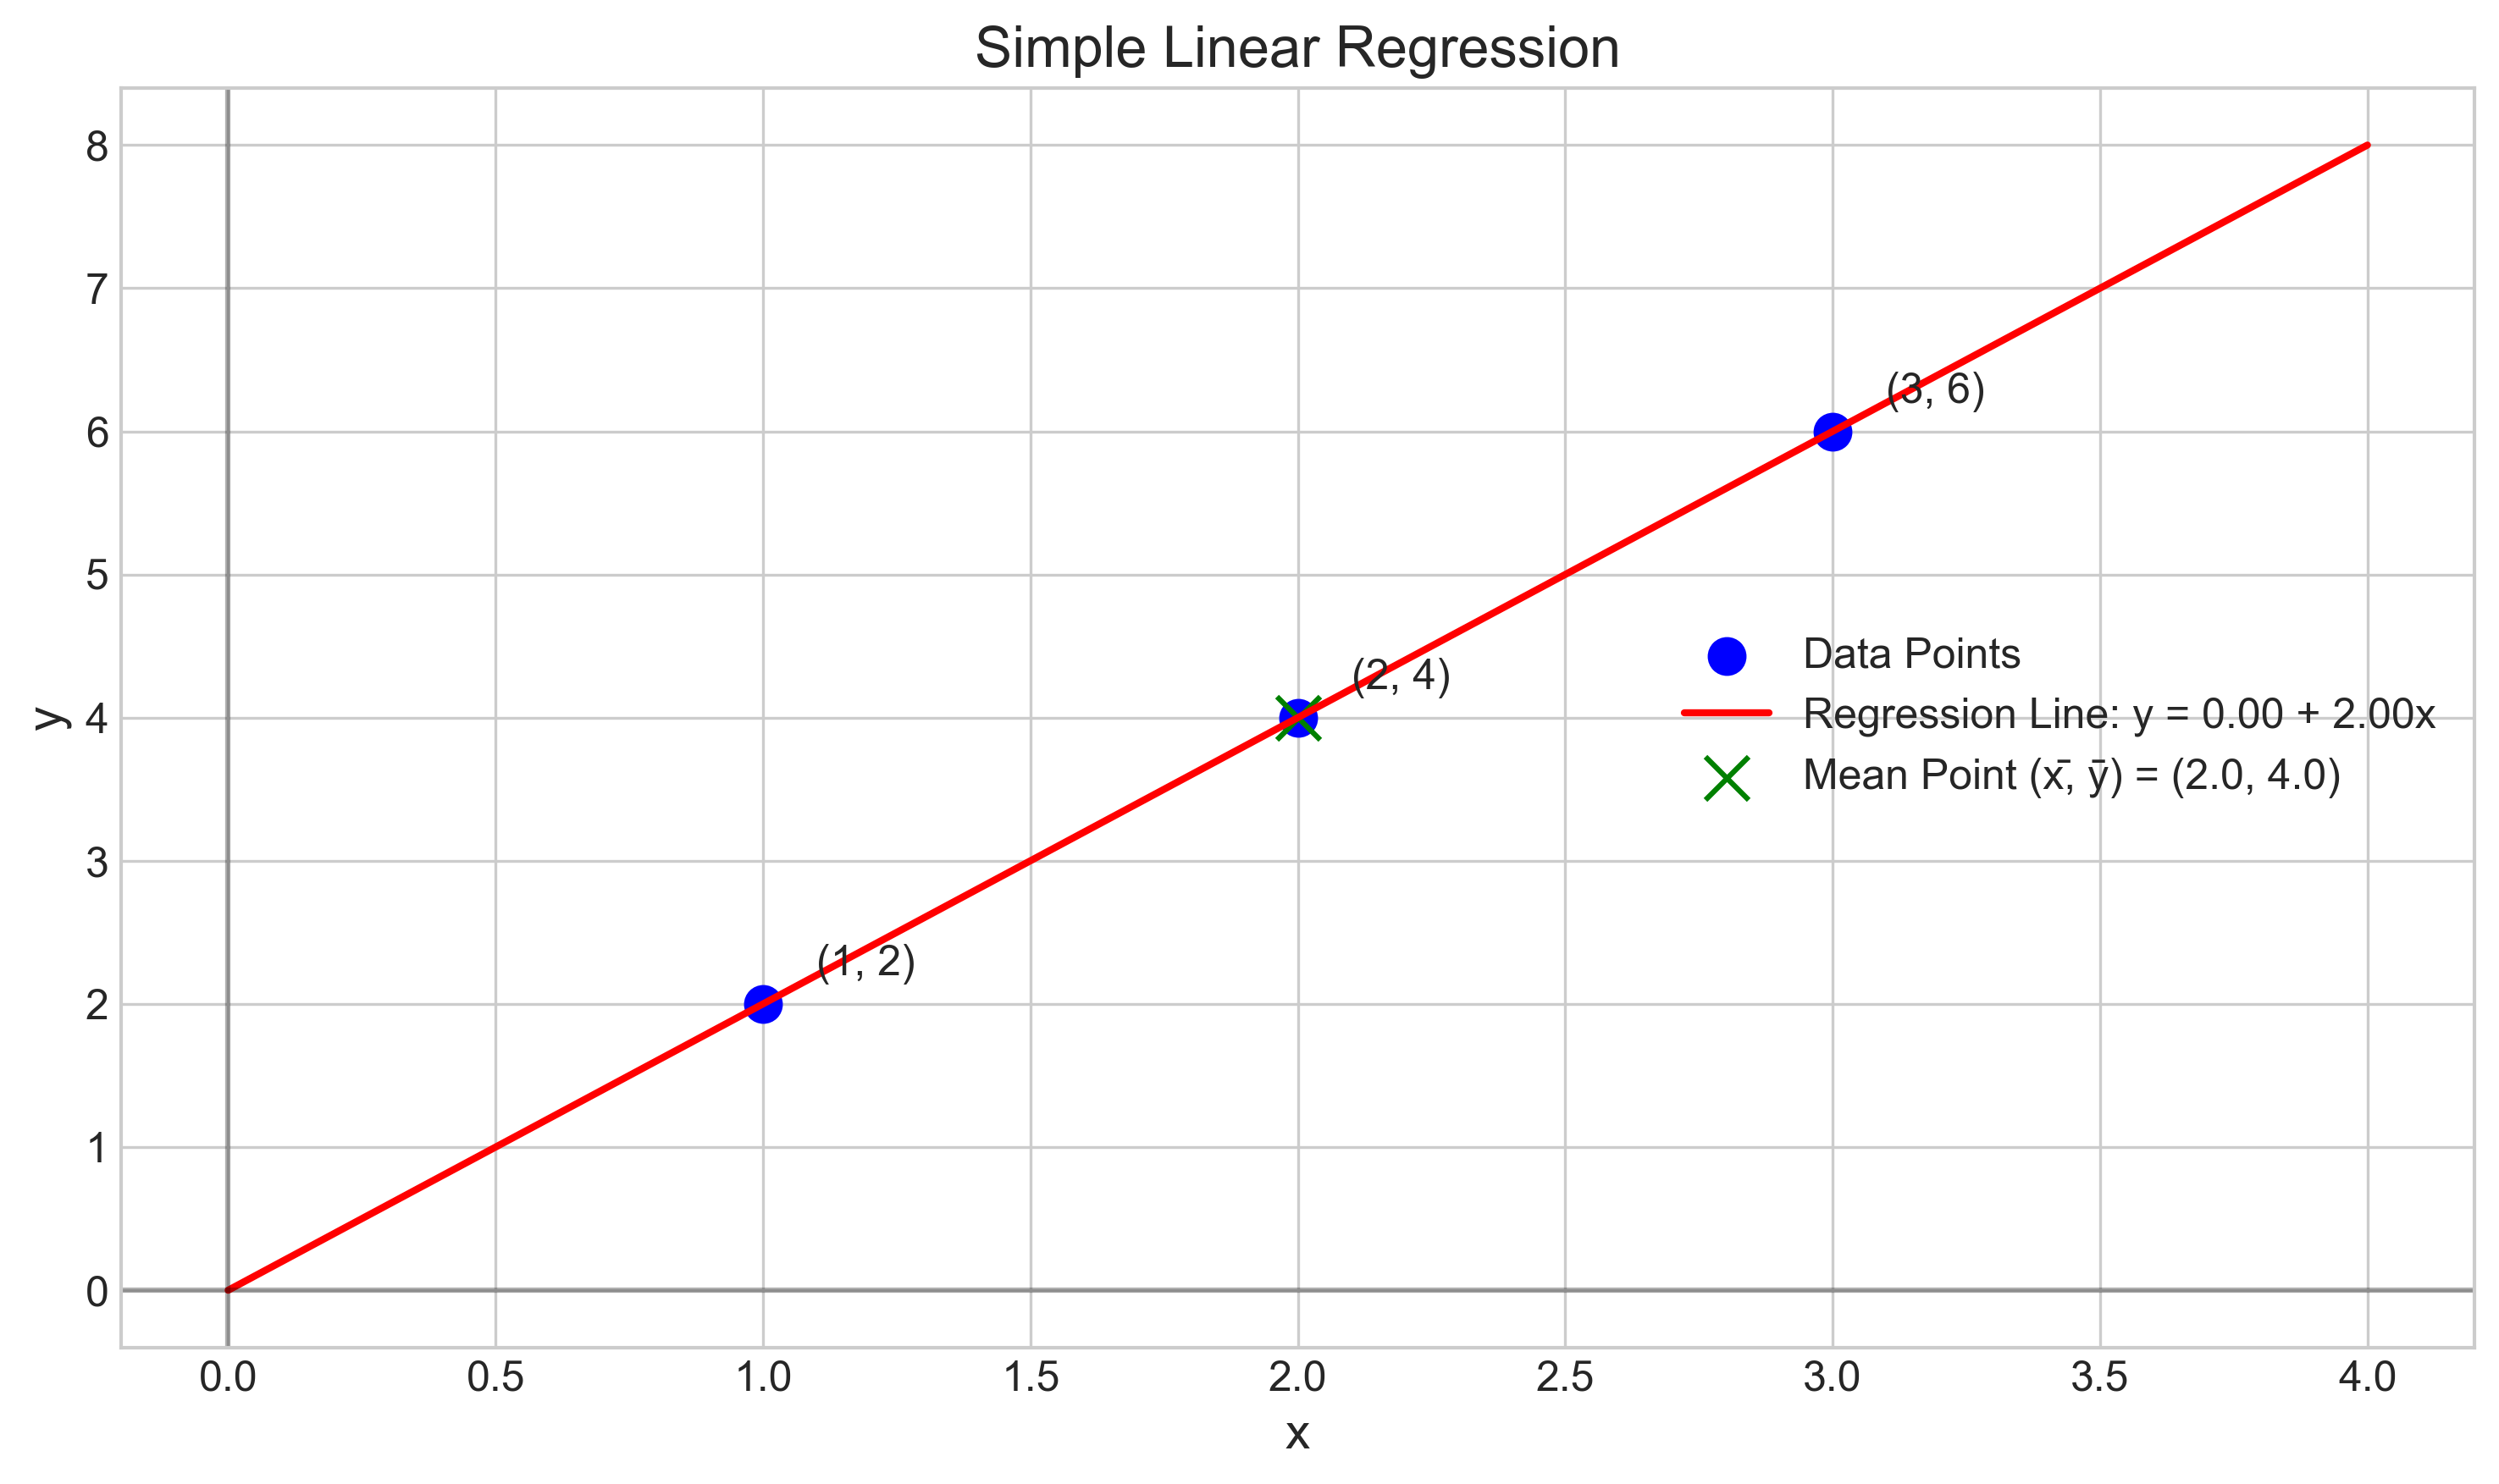 Simple Linear Regression
8
7
6
5
4
3
2
1
0
y
(3, 6)
(2, 4)
(1, 2)
Data Points
Regression Line: y = 0.00 + 2.00x
Mean Point (x̄, ȳ) = (2.0, 4.0)
0.0 0.5 1.0 1.5 2.0 2.5 3.0 3.5 4.0
x